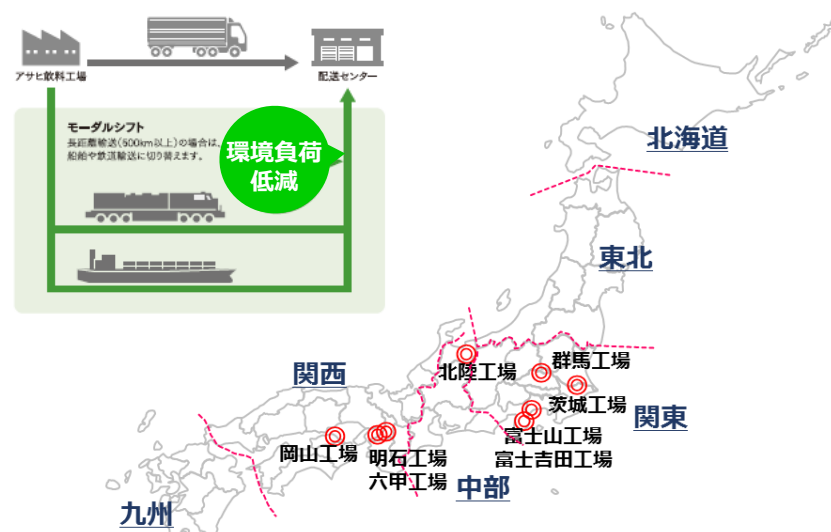 アサヒ飲料工場
配送センター
モーダルシフト
長距離輸送(500km以上)の場合は、
船舶や鉄道輸送に切り替えます。
環境負荷
低減
北海道
東北
関西
北陸工場
群馬工場
茨城工場
関東
富士山工場
富士吉田工場
岡山工場
明石工場
六甲工場
中部
九州